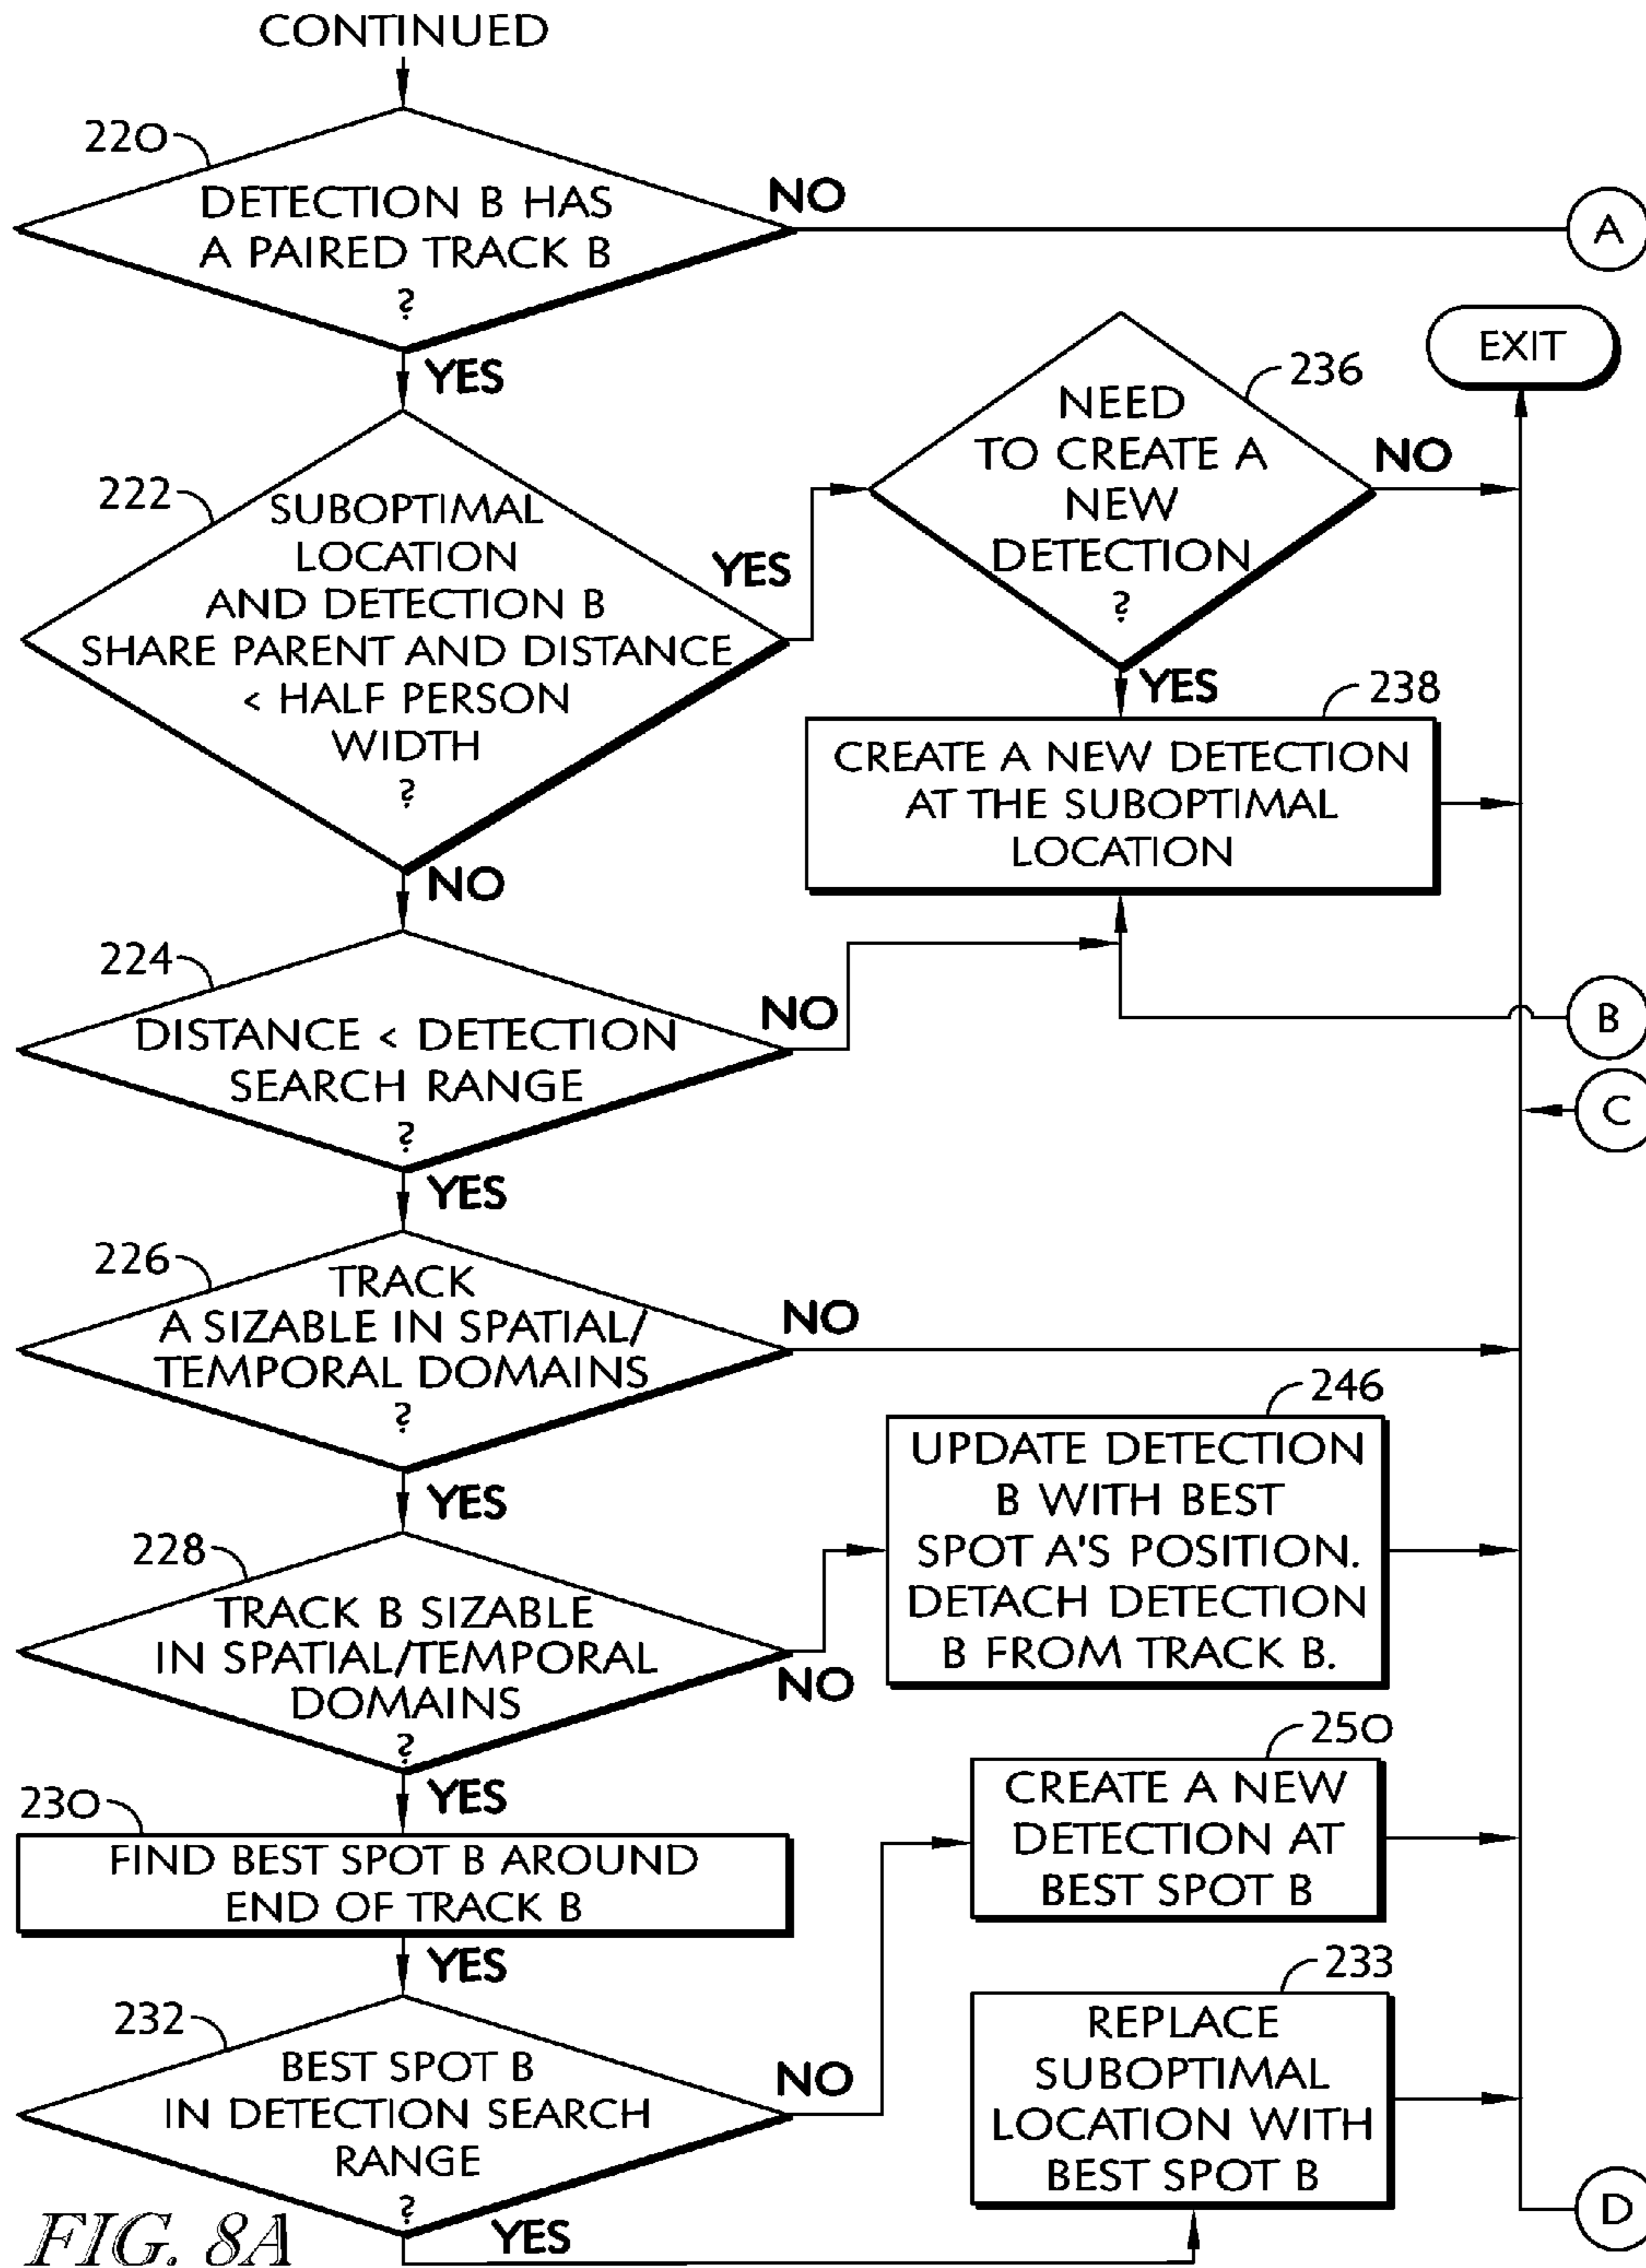 CONTINUED
220
DETECTION B HAS
A PAIRED TRACK B
?
NO
A
YES
EXIT
222
SUBOPTIMAL
LOCATION
AND DETECTION B
SHARE PARENT AND DISTANCE
< HALF PERSON
WIDTH
?
YES
NO
236
NEED
TO CREATE A
NEW
DETECTION
?
NO
YES
238
CREATE A NEW DETECTION
AT THE SUBOPTIMAL
LOCATION
224
DISTANCE < DETECTION
SEARCH RANGE
?
NO
B
C
YES
226
TRACK
A SIZABLE IN SPATIAL/
TEMPORAL DOMAINS
?
NO
YES
228
TRACK B SIZABLE
IN SPATIAL/TEMPORAL
DOMAINS
?
NO
246
UPDATE DETECTION
B WITH BEST
SPOT A'S POSITION.
DETACH DETECTION
B FROM TRACK B.
YES
230
FIND BEST SPOT B AROUND
END OF TRACK B
YES
250
CREATE A NEW
DETECTION AT
BEST SPOT B
232
BEST SPOT B
IN DETECTION SEARCH
RANGE
?
NO
YES
233
REPLACE
SUBOPTIMAL
LOCATION WITH
BEST SPOT B
D
FIG. 8A